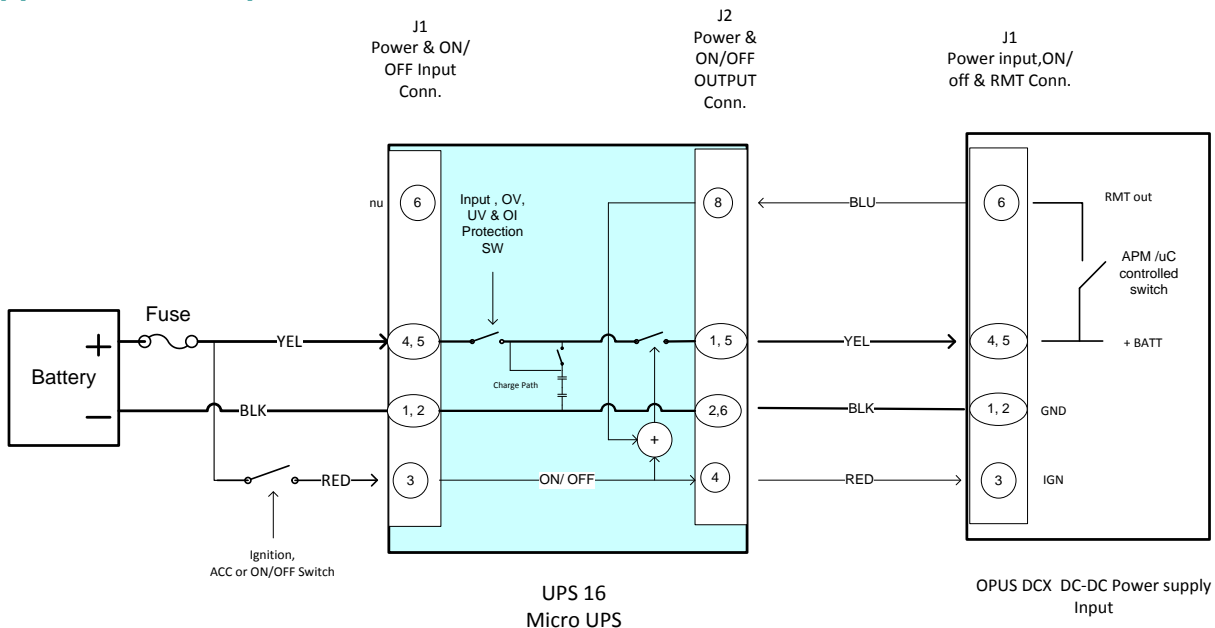 J1
Power & ON/
OFF Input
Conn.
J2
Power &
ON/OFF
OUTPUT
Conn.
J1
Power input,ON/
off & RMT Conn.
nu
6
Input , OV,
UV & OI
Protection
SW
8
BLU
6
RMT out
APM /uC
controlled
switch
Fuse
+
Battery
YEL
4, 5
1, 5
YEL
4, 5
+ BATT
Charge Path
BLK
1, 2
2,6
BLK
1, 2
GND
+
RED
3
ON/ OFF
4
RED
3
IGN
Ignition,
ACC or ON/OFF Switch
UPS 16
Micro UPS
OPUS DCX DC-DC Power supply
Input